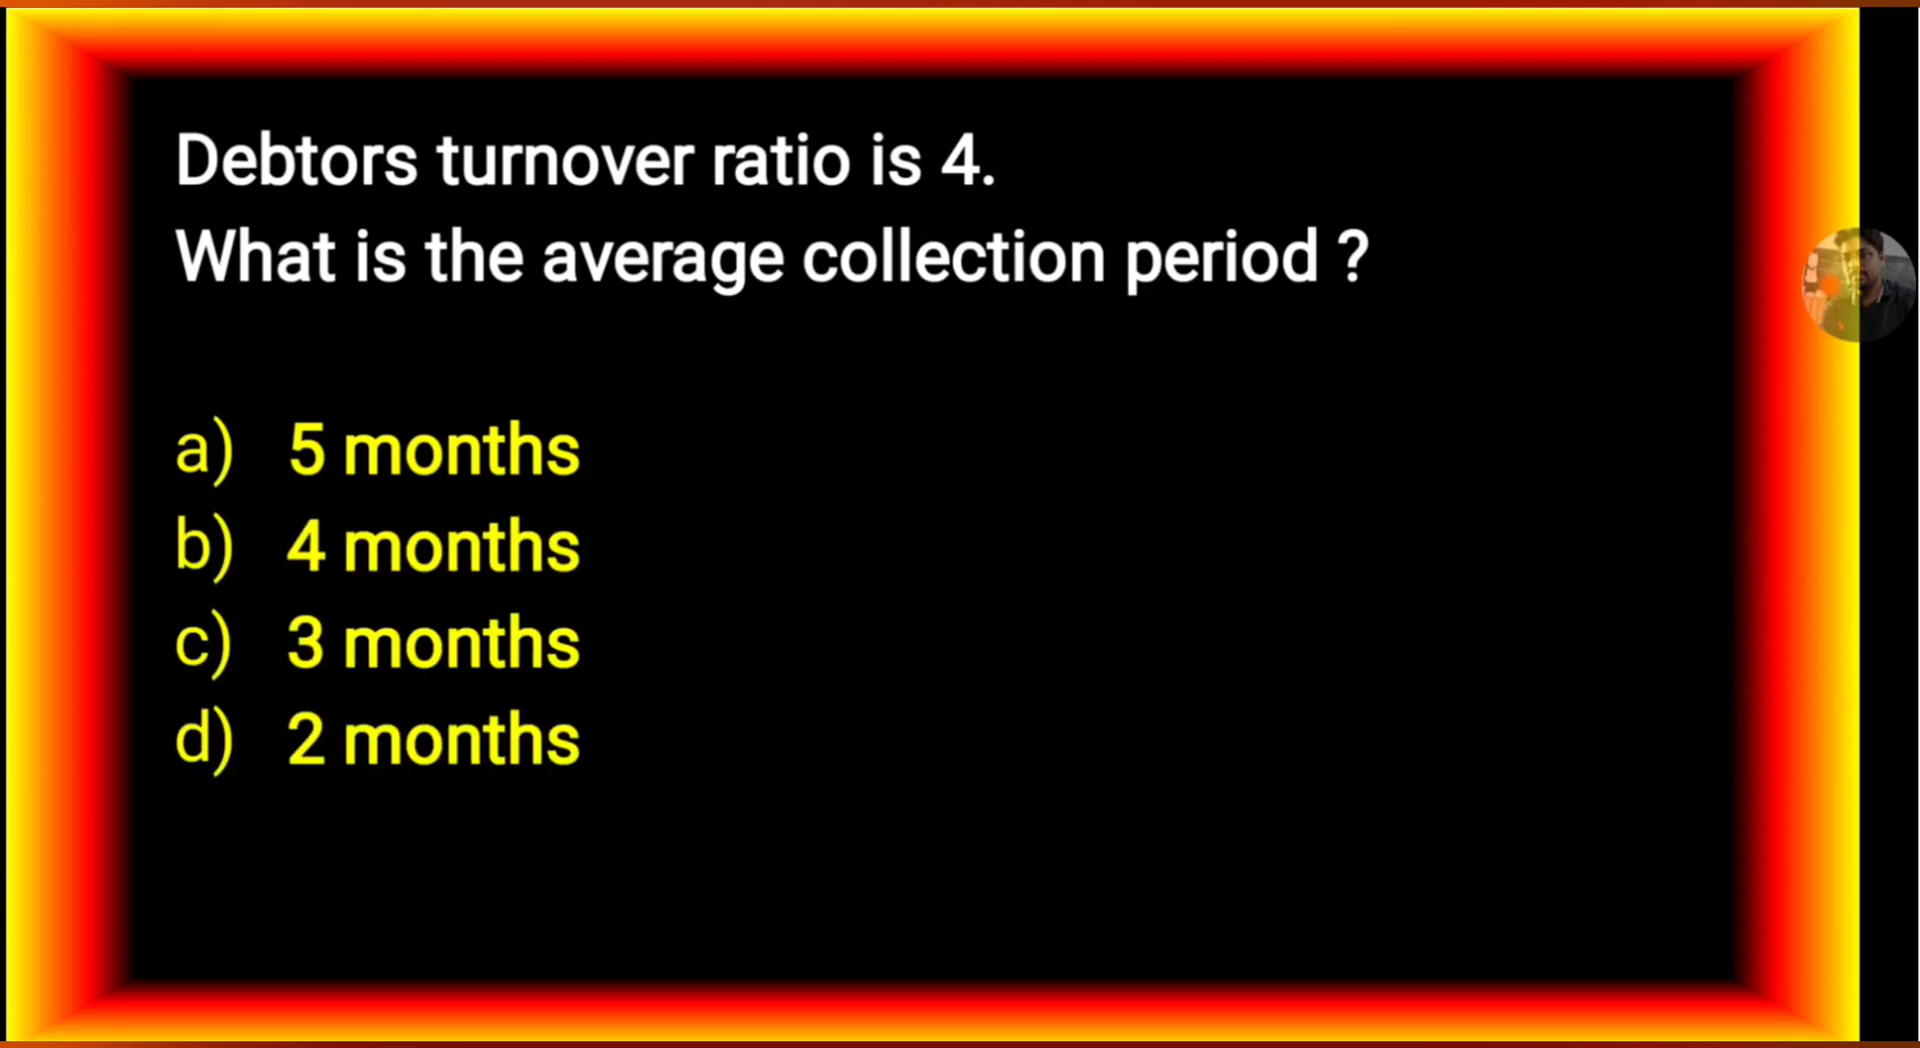 Debtors turnover ratio is 4.
What is the average collection period ?
a) 5 months
b) 4 months
c) 3 months
d) 2 months